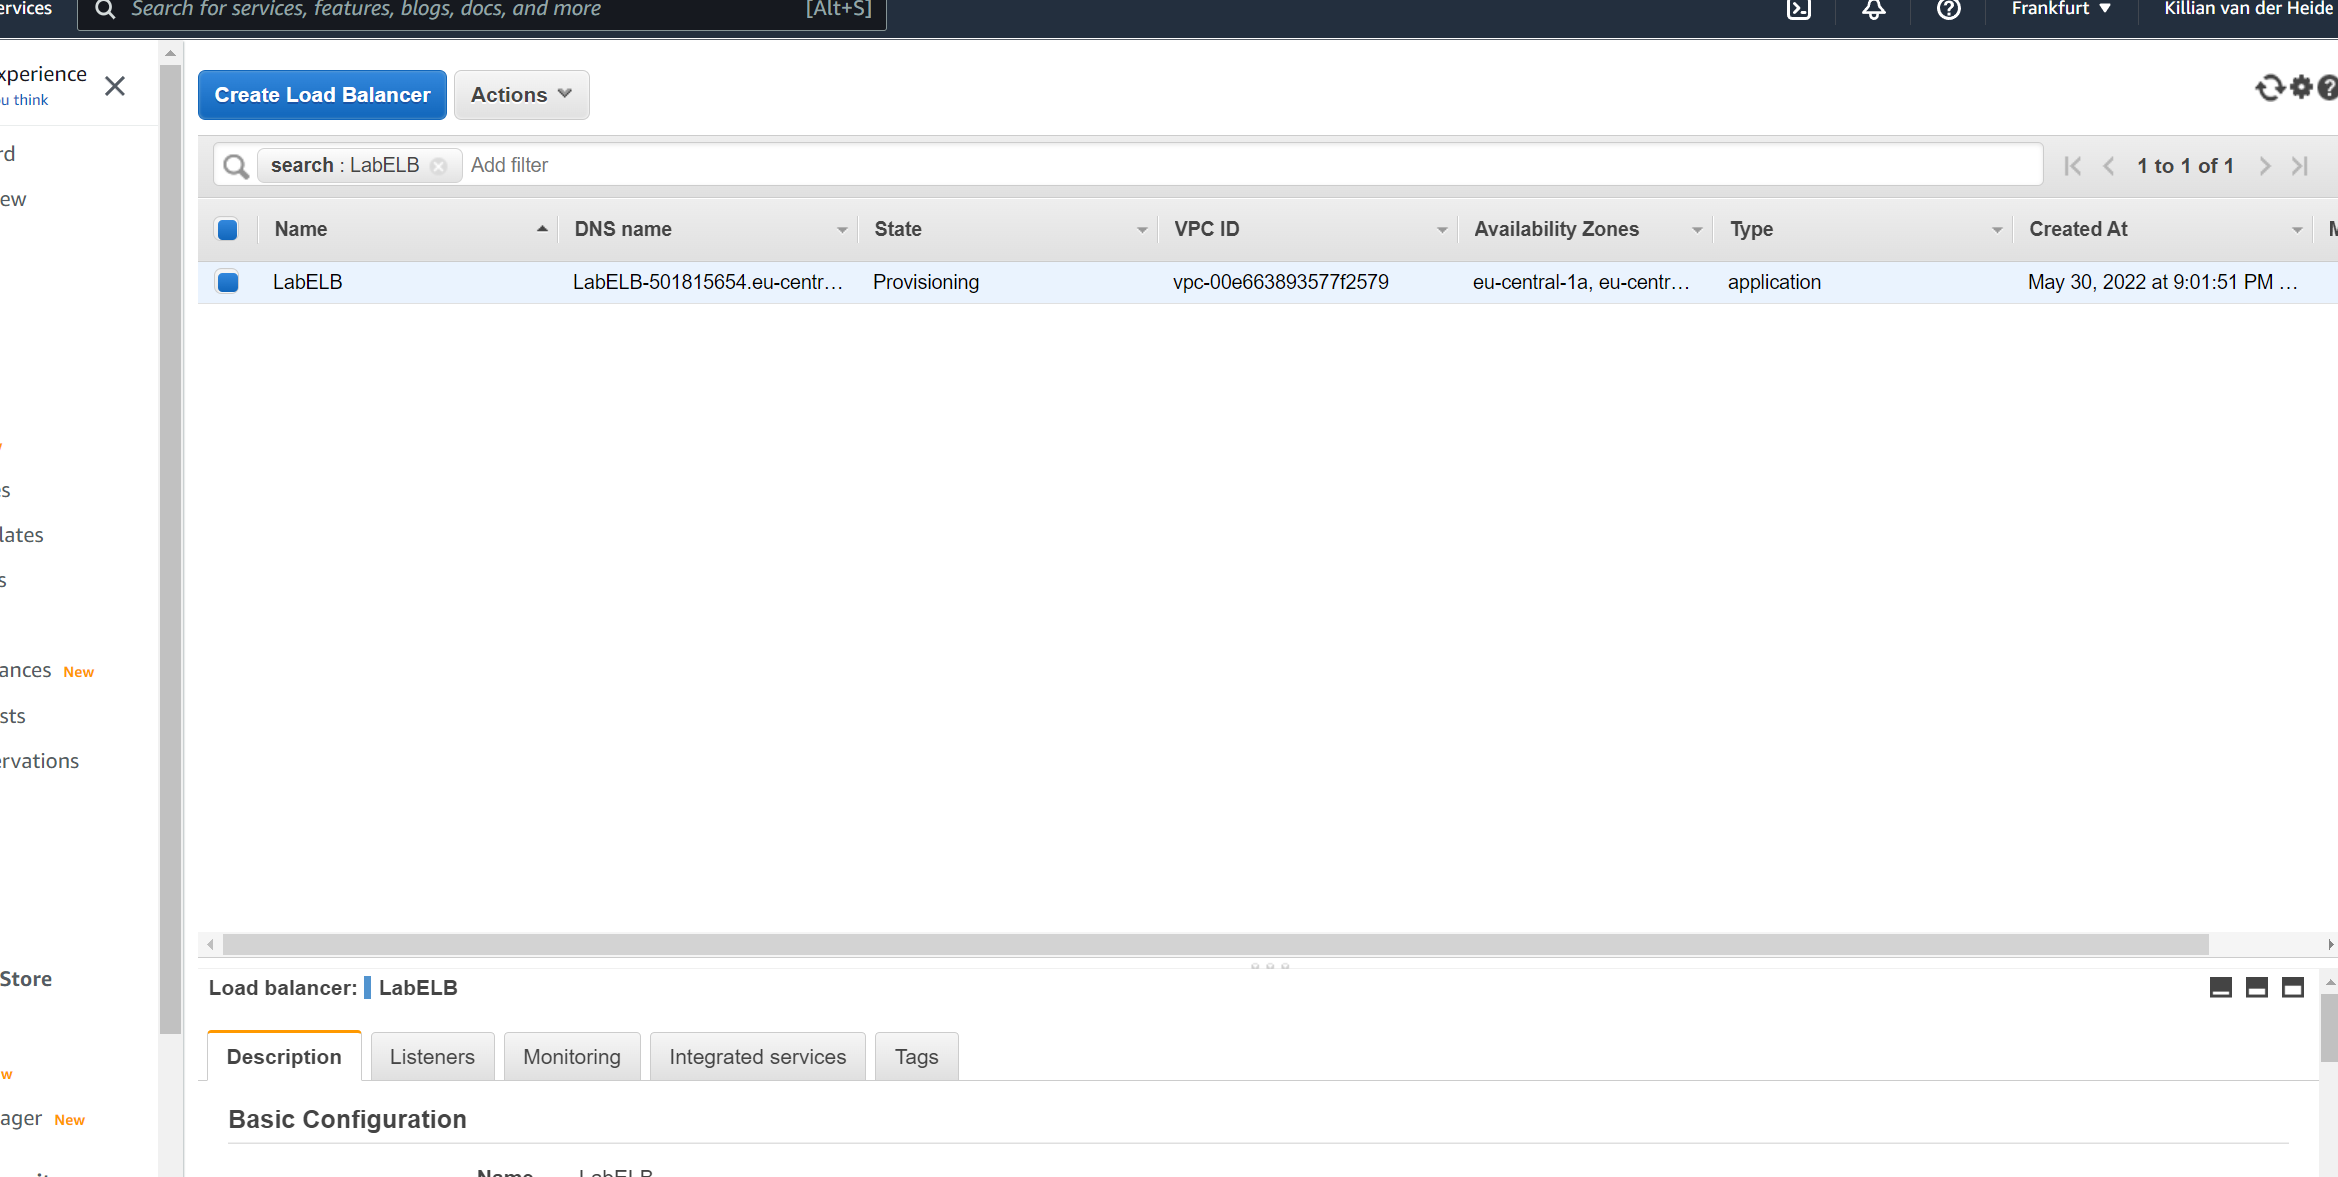 ervices
Search for services, features, blogs, docs, and more
[Alt+S]
Frankfurt
Killian van der Heide
xperience
u think
rd
ew
es
lates
s
ances New
sts
ervations
Store
w
ager New
Create Load Balancer
Actions
search : LabELB
Add filter
1 to 1 of 1
Name
DNS name
State
VPC ID
Availability Zones
Type
Created At
LabELB
LabELB-501815654.eu-centr...
Provisioning
vpc-00e663893577f2579
eu-central-1a, eu-centr...
application
May 30, 2022 at 9:01:51 PM ...
Load balancer: LabELB
Description
Listeners
Monitoring
Integrated services
Tags
Basic Configuration
Name LabELB